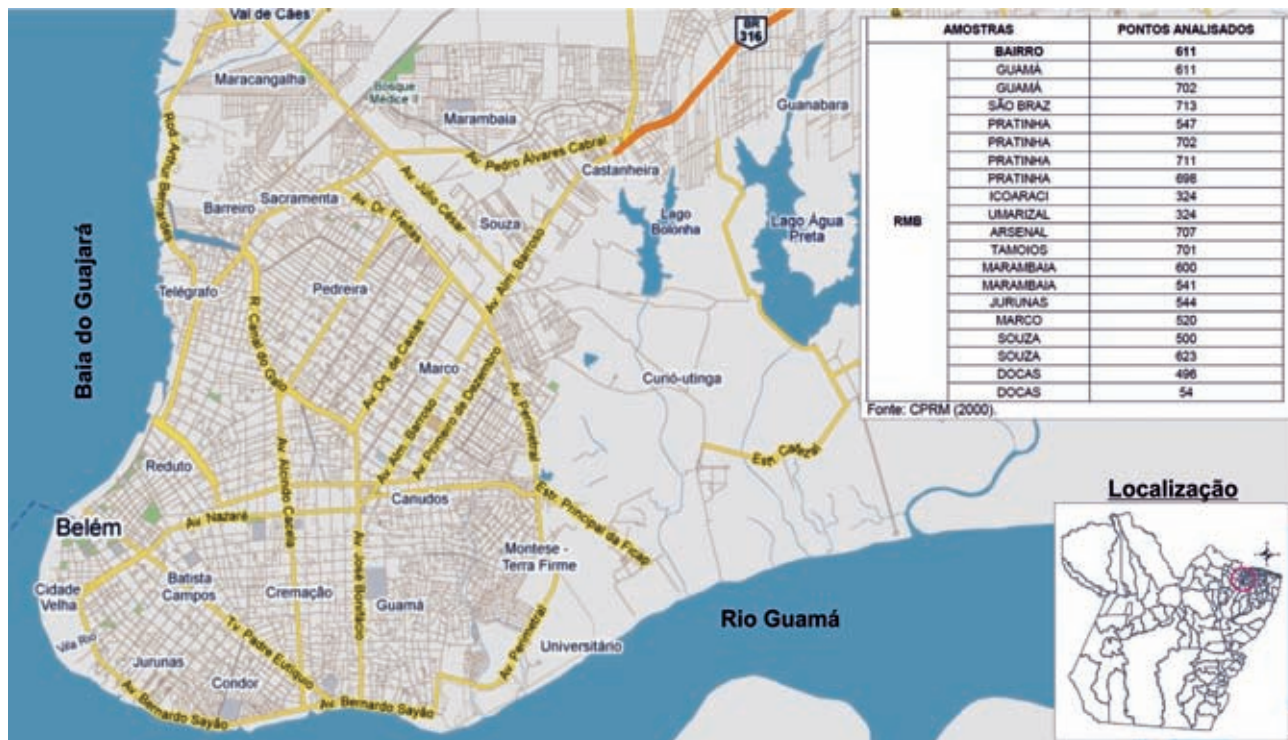 Val de Cães
BR
316
Maracangalha
Bosque
Médice II
Marambaia
Guanabara
Rod. Arthur Bernardes
Av. Pedro Álvares Cabral
Castanheira
Sacramenta
Av. Júlio César
Barreiro
Av. Dr. Freitas
Souza
Lago
Bolonha
Lago Água
Preta
Baia do Guajará
Telégrafo
Pedreira
Av. Alm. Barroso
R. Canal do Galo
Av. Dq. de Caxias
Marco
Av. Alm. Barroso
Av. Primeiro de Dezembro
Av. Perimetral
Curió-utinga
Reduto
Av. Alcindo Cacela
Canudos
Belém
Av. Nazaré
Av. José Bonifácio
Montese -
Terra Firme
Cidade
Velha
Batista
Campos
Cremação
Guamá
Vila Rio
Tv. Padre Eutíquio
Av. Perimetral
Universitário
Rio Guamá
Jurunas
Condor
Av. Bernardo Sayão
Av. Bernardo Sayão
AMOSTRAS PONTOS ANALISADOS
BAIRRO 611
GUAMÁ 611
GUAMÁ 702
SÃO BRAZ 713
PRATINHA 547
PRATINHA 702
PRATINHA 711
PRATINHA 698
ICOARACI 324
RMB UMARIZAL 324
ARSENAL 707
TAMOIOS 701
MARAMBAIA 600
MARAMBAIA 541
JURUNAS 544
MARCO 520
SOUZA 500
SOUZA 623
DOCAS 496
DOCAS 54
Fonte: CPRM (2000).
Localização